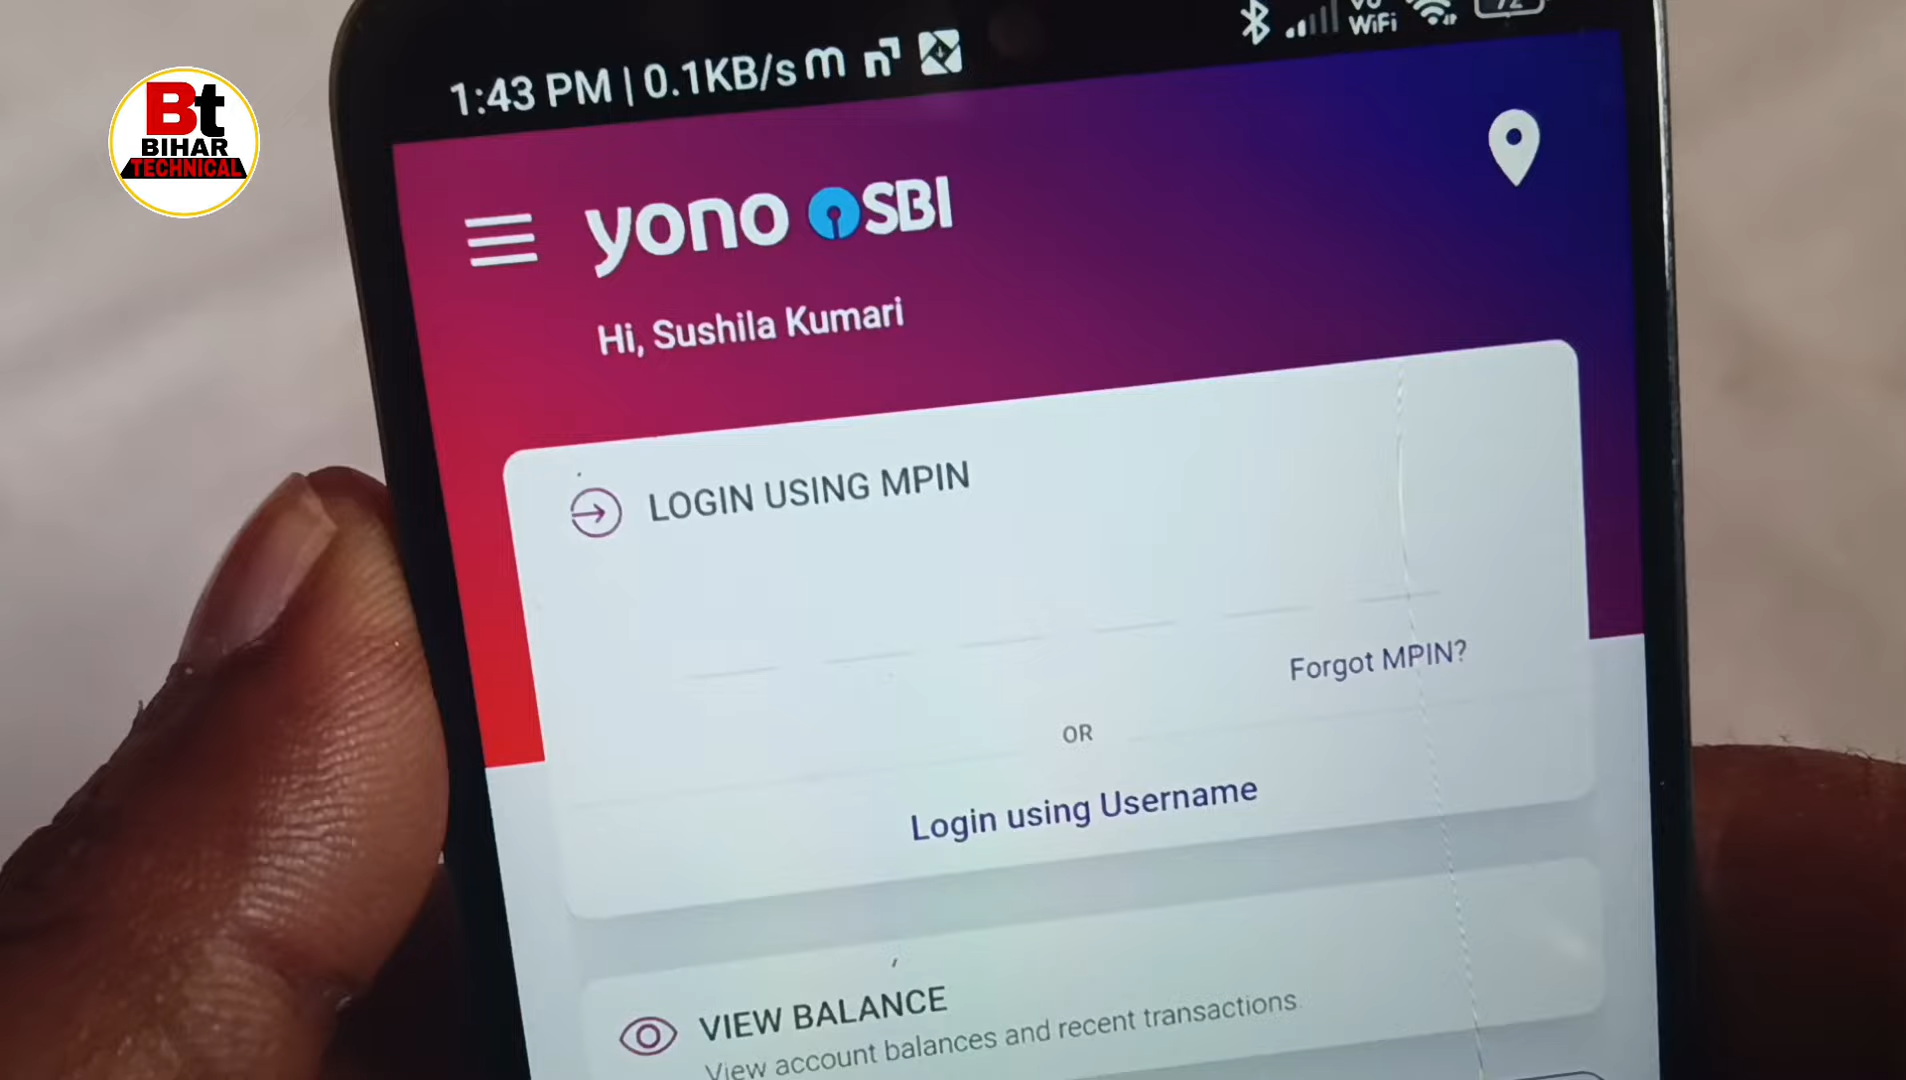 Bt
BIHAR
TECHNICAL
1:43 PM | 0.1KB/s
WiFi
yono SBI
Hi, Sushila Kumari
LOGIN USING MPIN
Forgot MPIN?
OR
Login using Username
VIEW BALANCE
View account balances and recent transactions